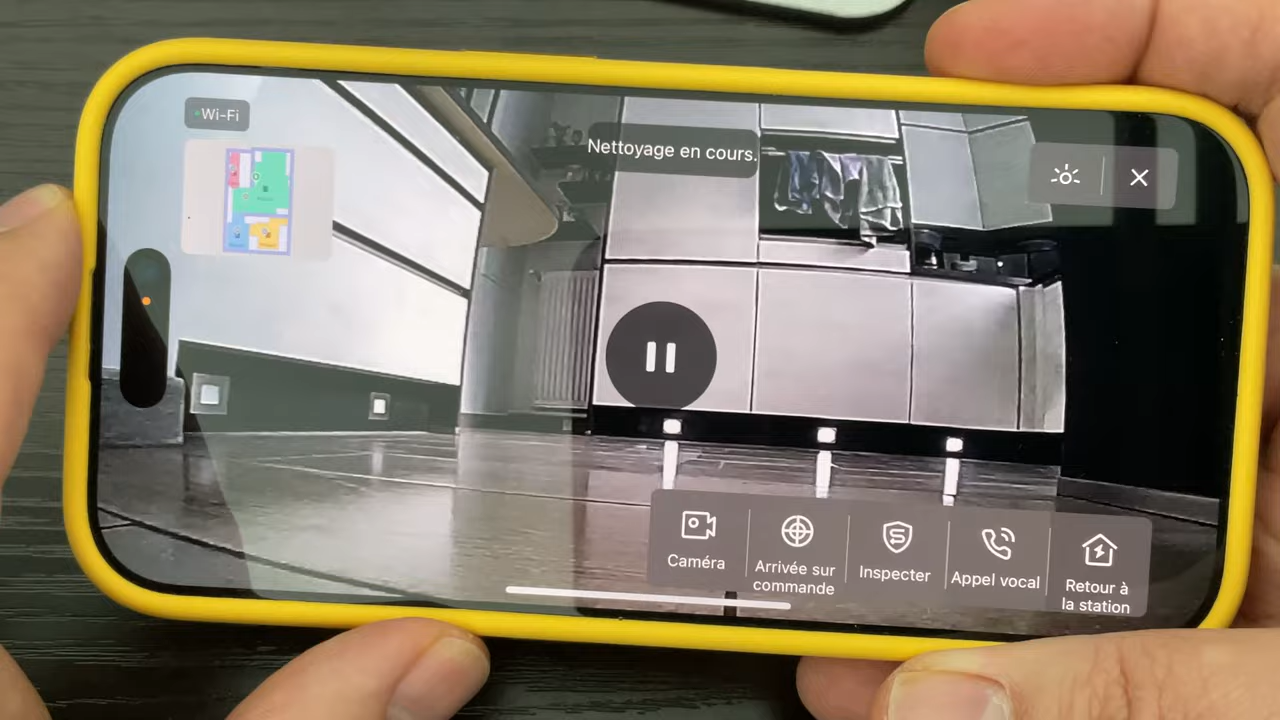 Wi-Fi
Nettoyage en cours.
Caméra
Arrivée sur
commande
Inspecter
Appel vocal
Retour à
la station